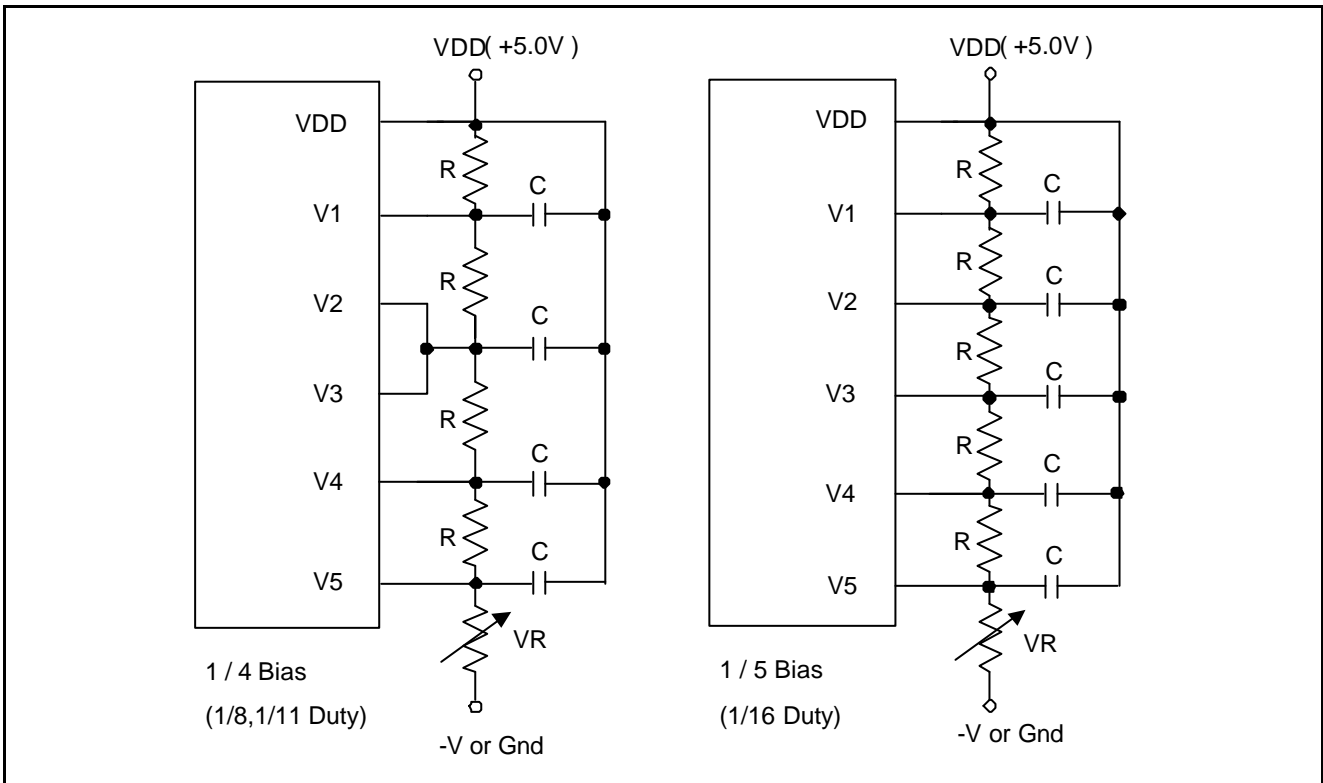 VDD( +5.0V )
VDD
R
C
V1
R
V2
C
V3
R
C
V4
R
C
V5
VR
1 / 4 Bias
(1/8,1/11 Duty)
-V or Gnd
VDD( +5.0V )
VDD
R
C
V1
R
C
V2
R
C
V3
R
C
V4
R
C
V5
VR
1 / 5 Bias
(1/16 Duty)
-V or Gnd